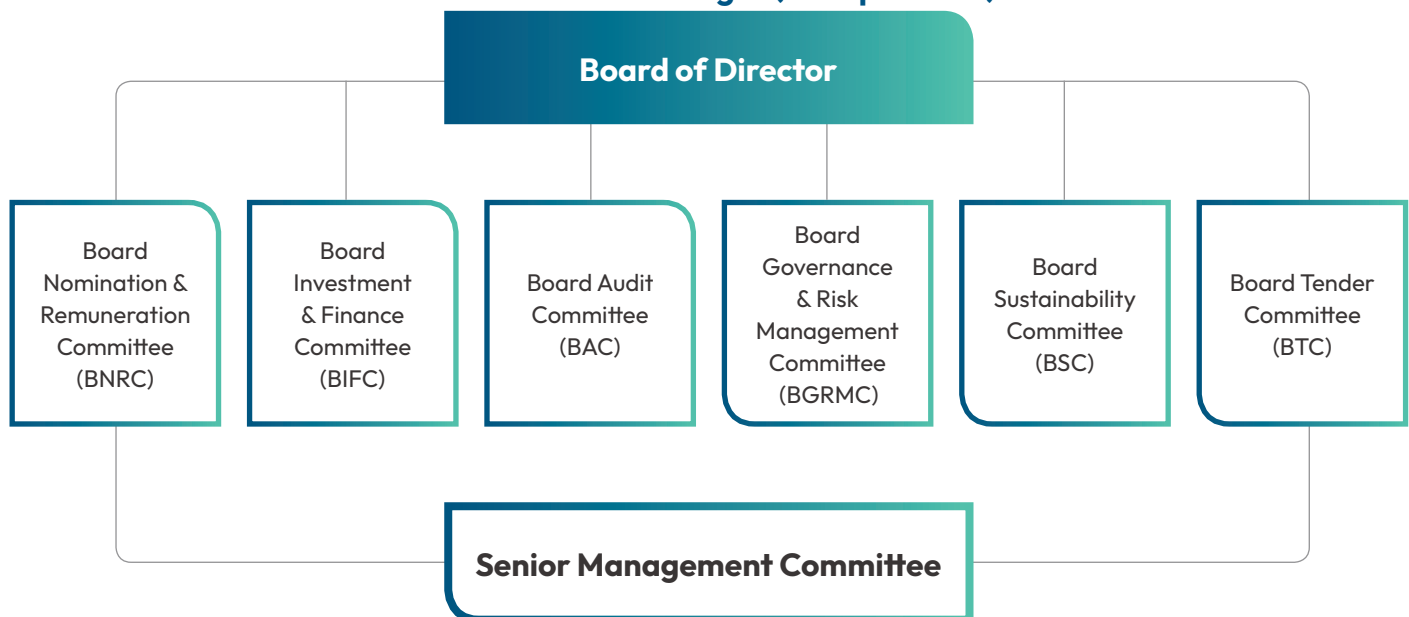 Board of Director
Board
Nomination &
Remuneration
Committee
(BNRC)
Board
Investment
& Finance
Committee
(BIFC)
Board Audit
Committee
(BAC)
Board
Governance
& Risk
Management
Committee
(BGRMC)
Board
Sustainability
Committee
(BSC)
Board Tender
Committee
(BTC)
Senior Management Committee